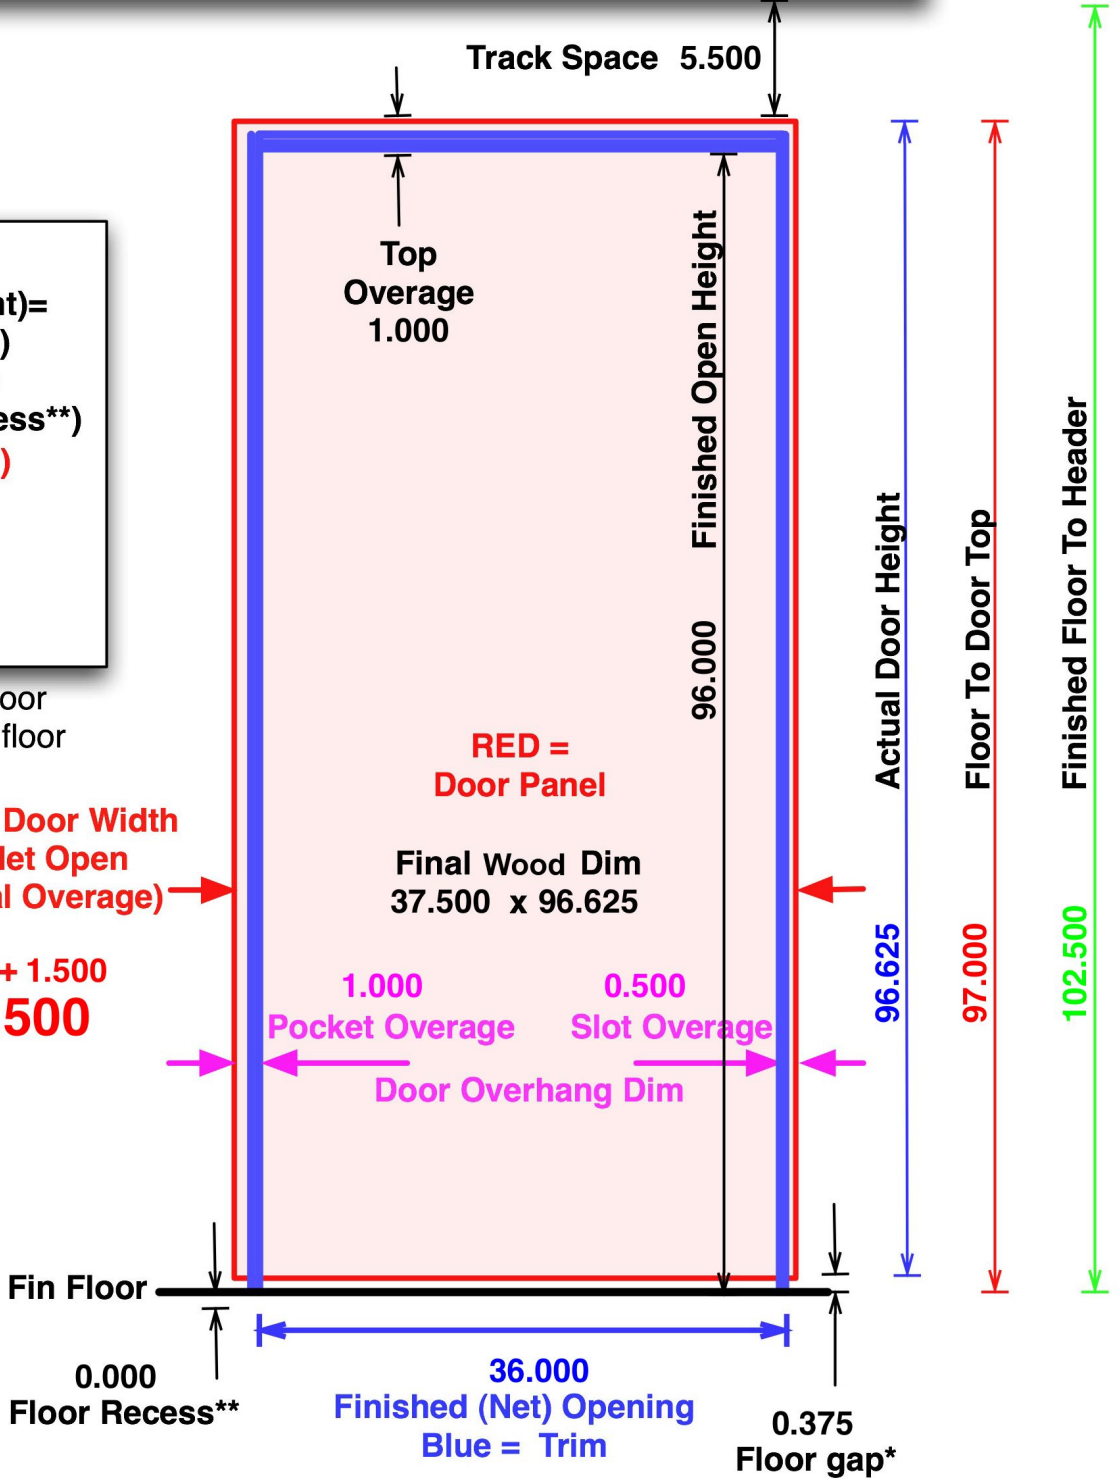 Track Space 5.500
Top
Overage
1.000
Finished Open Height
96.000
Actual Door Height
96.625
Floor To Door Top
97.000
Finished Floor To Header
102.500
nt)=
)
ess**)
)
oor
floor
Door Width
let Open
al Overage)
+ 1.500
500
RED =
Door Panel
Final Wood Dim
37.500 x 96.625
1.000 0.500
Pocket Overage Slot Overage
Door Overhang Dim
Fin Floor
0.000
Floor Recess**
36.000
Finished (Net) Opening
Blue = Trim
0.375
Floor gap*